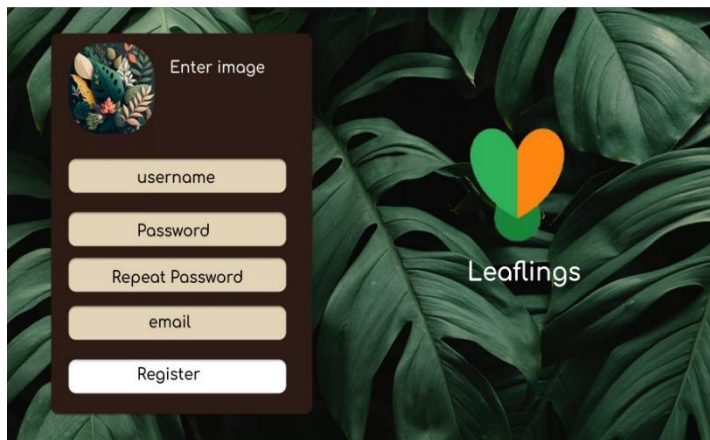 Enter image
username
Password
Repeat Password
email
Register
Leaflings